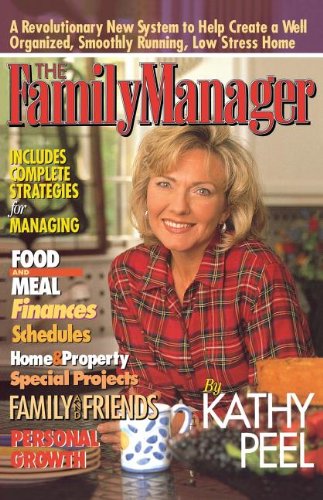 A Revolutionary New System to Help Create a Well
Organized, Smoothly Running, Low Stress Home
THE
FamilyManager
INCLUDES
COMPLETE
STRATEGIES
for
MANAGING
FOOD
AND
MEAL
Finances
Schedules
Home&Property
Special Projects
FAMILY AND FRIENDS
PERSONAL
GROWTH
By
KATHY
PEEL